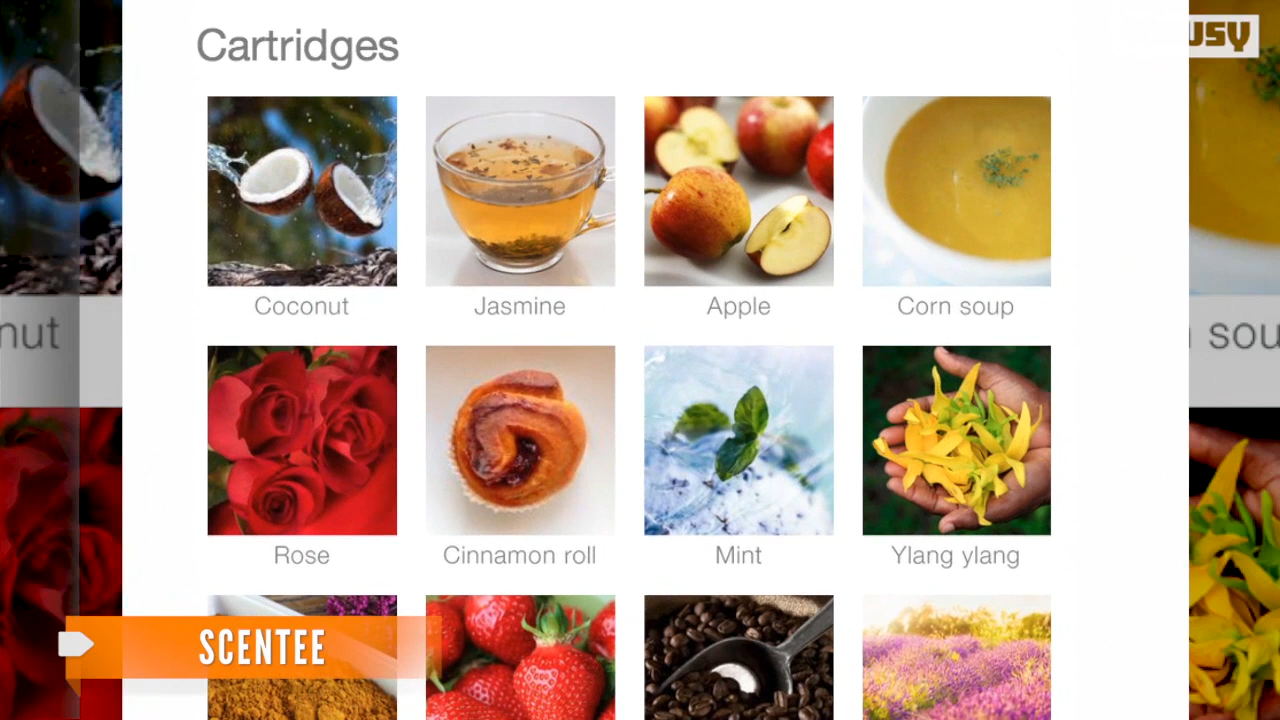 Cartridges
Coconut
Jasmine
Apple
Corn soup
Rose
Cinnamon roll
Mint
Ylang ylang
SCENTEE